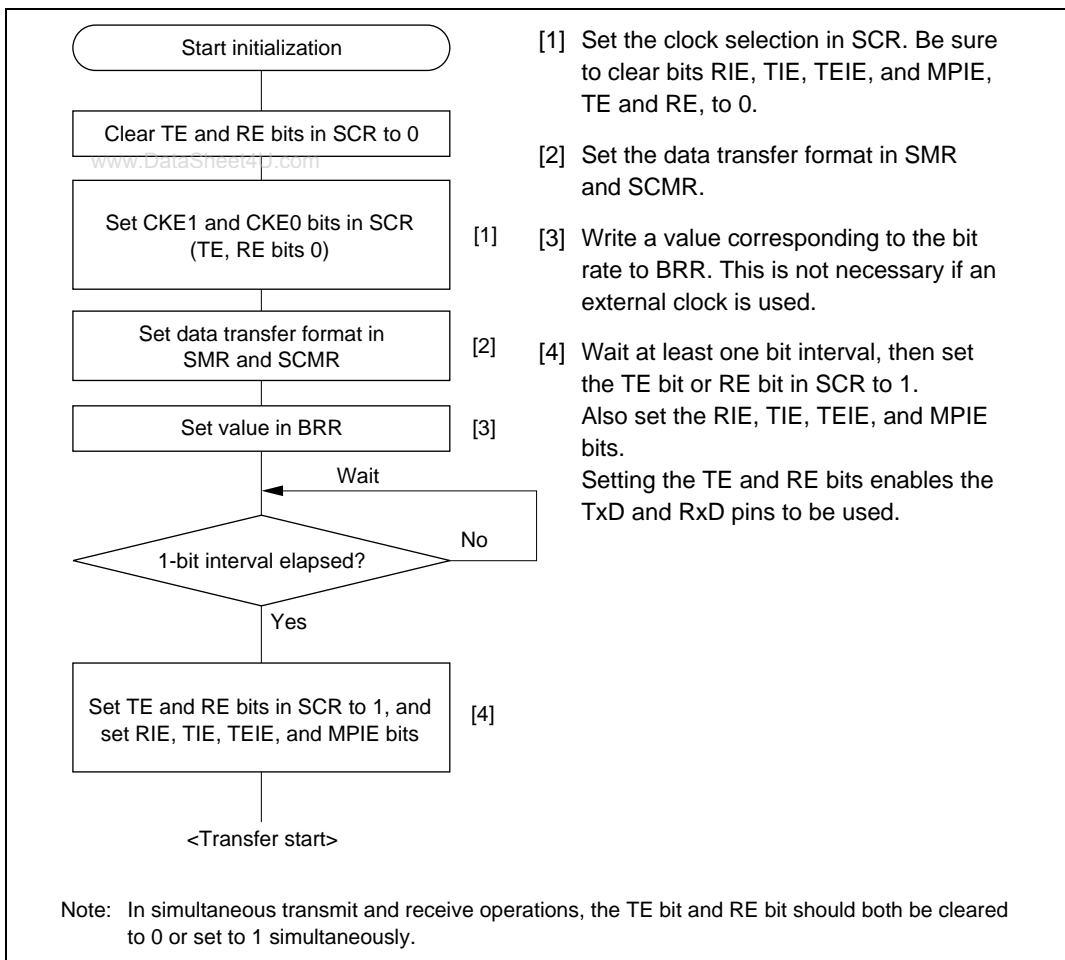 Start initialization
Clear TE and RE bits in SCR to 0
www.DataSheet4U.com
Set CKE1 and CKE0 bits in SCR
(TE, RE bits 0)
[1]
Set data transfer format in
SMR and SCMR
[2]
Set value in BRR
[3]
Wait
No
1-bit interval elapsed?
Yes
Set TE and RE bits in SCR to 1, and
set RIE, TIE, TEIE, and MPIE bits
[4]
<Transfer start>
[1] Set the clock selection in SCR. Be sure
to clear bits RIE, TIE, TEIE, and MPIE,
TE and RE, to 0.
[2] Set the data transfer format in SMR
and SCMR.
[3] Write a value corresponding to the bit
rate to BRR. This is not necessary if an
external clock is used.
[4] Wait at least one bit interval, then set
the TE bit or RE bit in SCR to 1.
Also set the RIE, TIE, TEIE, and MPIE
bits.
Setting the TE and RE bits enables the
TxD and RxD pins to be used.
Note: In simultaneous transmit and receive operations, the TE bit and RE bit should both be cleared
to 0 or set to 1 simultaneously.